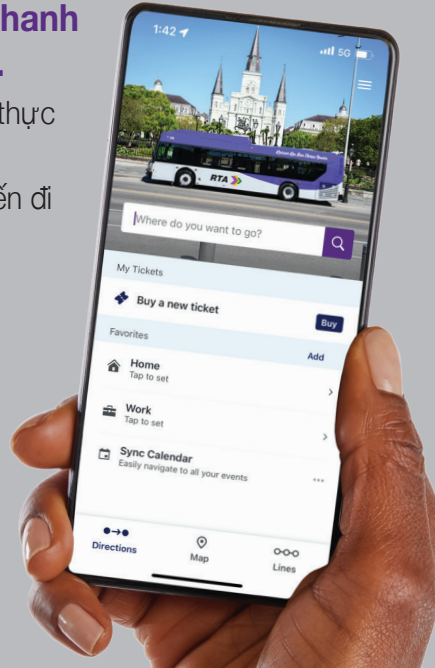 hanh
.
thực
ến đi
1:42
5G
RTA
Where do you want to go?
My Tickets
Buy a new ticket
Buy
Favorites
Add
Home
Tap to set
Work
Tap to set
Sync Calendar
Easily navigate to all your events
Directions
Map
Lines